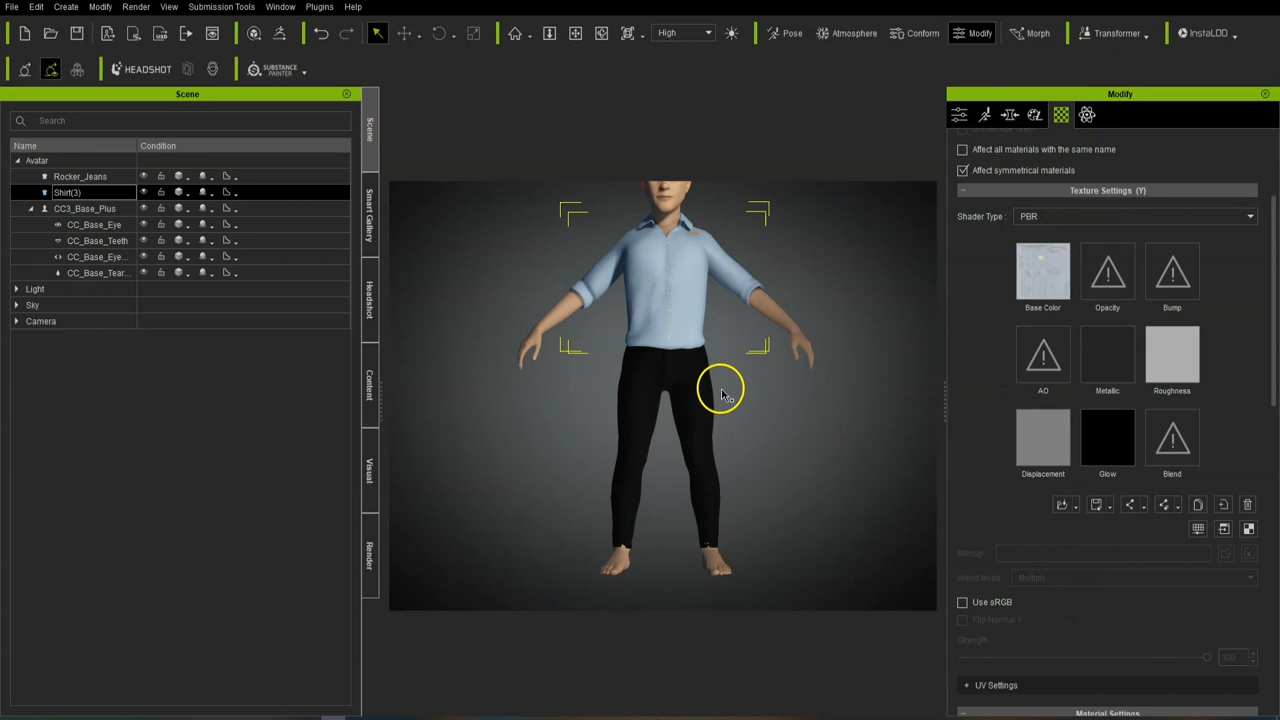 File Edit Create Modify Render View Submission Tools Window Plugins Help
High Pose Atmosphere Conform Modify Morph Transformer InstaLOD
HEADSHOT SUBSTANCE PAINTER
Scene
Search
Name Condition
Avatar
Rocker_Jeans
Shirt(3)
CC3_Base_Plus
CC_Base_Eye
CC_Base_Teeth
CC_Base_Eye...
CC_Base_Tear...
Light
Sky
Camera
Scene
Smart Gallery
Headshot
Content
Visual
Render
Modify
Affect all materials with the same name
Affect symmetrical materials
Texture Settings (Y)
Shader Type : PBR
Base Color Opacity Bump
AO Metallic Roughness
Displacement Glow Blend
Bitmap:
Blend Mode: Multiply
Use sRGB
Flip Normal Y
Strength
100
UV Settings
Material Settings